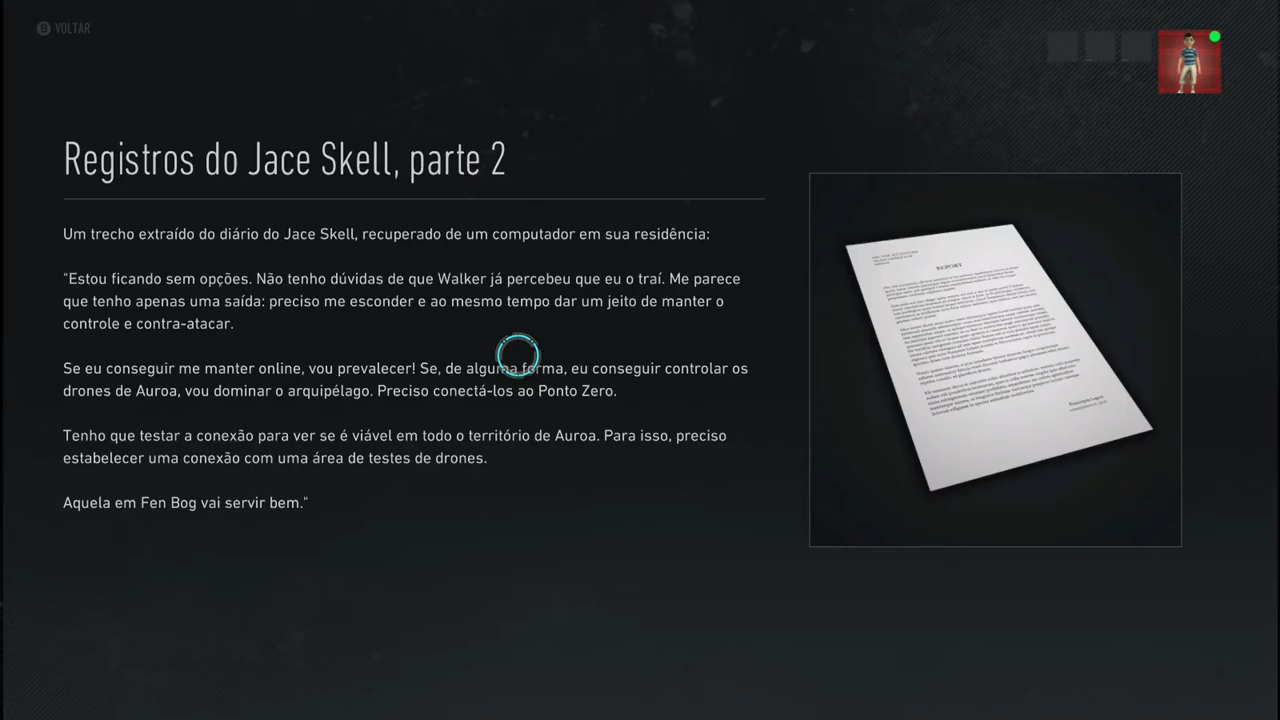 B VOLTAR
Registros do Jace Skell, parte 2
Um trecho extraído do diário do Jace Skell, recuperado de um computador em sua residência:
"Estou ficando sem opções. Não tenho dúvidas de que Walker já percebeu que eu o traí. Me parece
que tenho apenas uma saída: preciso me esconder e ao mesmo tempo dar um jeito de manter o
controle e contra-atacar.
Se eu conseguir me manter online, vou prevalecer! Se, de alguma forma, eu conseguir controlar os
drones de Auroa, vou dominar o arquipélago. Preciso conectá-los ao Ponto Zero.
Tenho que testar a conexão para ver se é viável em todo o território de Auroa. Para isso, preciso
estabelecer uma conexão com uma área de testes de drones.
Aquela em Fen Bog vai servir bem."
REPORT